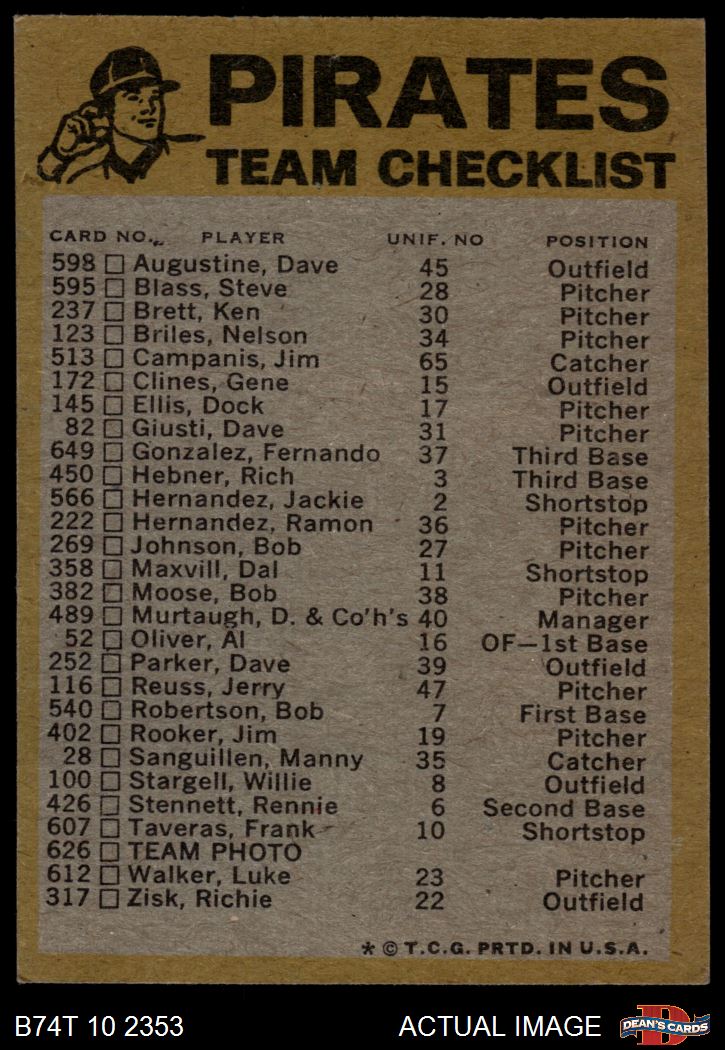 PIRATES
TEAM CHECKLIST
CARD NO. PLAYER UNIF. NO POSITION
598 Augustine, Dave 45 Outfield
595 Blass, Steve 28 Pitcher
237 Brett, Ken 30 Pitcher
123 Briles, Nelson 34 Pitcher
513 Campanis, Jim 65 Catcher
172 Clines, Gene 15 Outfield
145 Ellis, Dock 17 Pitcher
82 Giusti, Dave 31 Pitcher
649 Gonzalez, Fernando 37 Third Base
450 Hebner, Rich 3 Third Base
566 Hernandez, Jackie 2 Shortstop
222 Hernandez, Ramon 36 Pitcher
269 Johnson, Bob 27 Pitcher
358 Maxvill, Dal 11 Shortstop
382 Moose, Bob 38 Pitcher
489 Murtaugh, D. & Co'h's 40 Manager
52 Oliver, Al 16 OF—1st Base
252 Parker, Dave 39 Outfield
116 Reuss, Jerry 47 Pitcher
540 Robertson, Bob 7 First Base
402 Rooker, Jim 19 Pitcher
28 Sanguillen, Manny 35 Catcher
100 Stargell, Willie 8 Outfield
426 Stennett, Rennie 6 Second Base
607 Taveras, Frank 10 Shortstop
626 TEAM PHOTO
612 Walker, Luke 23 Pitcher
317 Zisk, Richie 22 Outfield
* © T.C.G. PRTD. IN U.S.A.
B74T 10 2353 ACTUAL IMAGE DEAN'S CARDS